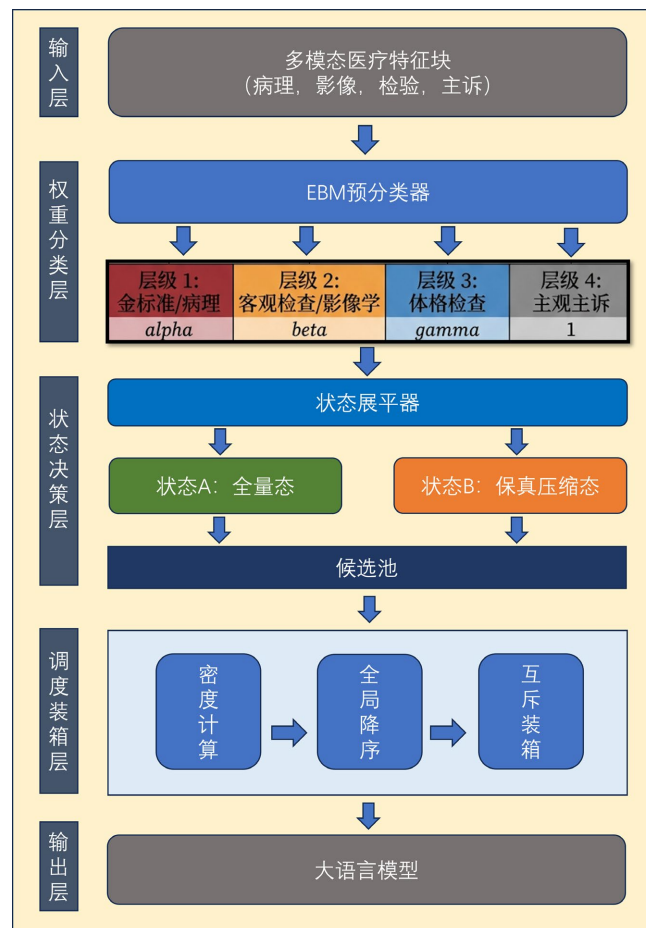 输入层
多模态医疗特征块
（病理，影像，检验，主诉）
权重分类层
EBM预分类器
层级 1:
金标准/病理
alpha
层级 2:
客观检查/影像学
beta
层级 3:
体格检查
gamma
层级 4:
主观主诉
1
状态决策层
状态展平器
状态A：全量态
状态B：保真压缩态
候选池
调度装箱层
密度计算
全局降序
互斥装箱
输出层
大语言模型